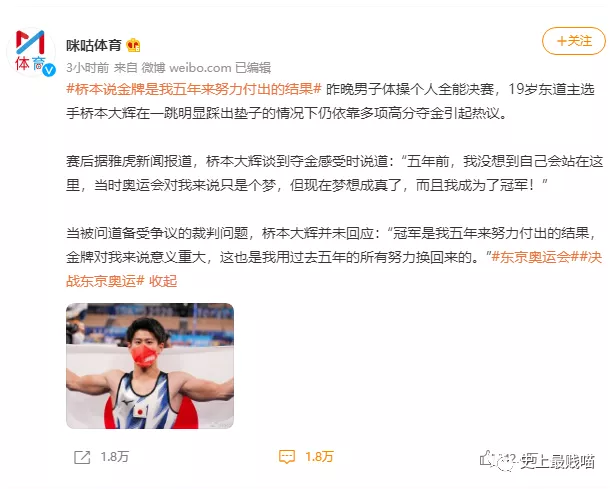 体育
咪咕体育
+关注
3小时前 来自 微博 weibo.com 已编辑
#桥本说金牌是我五年来努力付出的结果# 昨晚男子体操个人全能决赛，19岁东道主选
手桥本大辉在一跳明显踩出垫子的情况下仍依靠多项高分夺金引起热议。
赛后据雅虎新闻报道，桥本大辉谈到夺金感受时说道：“五年前，我没想到自己会站在这
里，当时奥运会对我来说只是个梦，但现在梦想成真了，而且我成为了冠军！”
当被问道备受争议的裁判问题，桥本大辉并未回应：“冠军是我五年来努力付出的结果，
金牌对我来说意义重大，这也是我用过去五年的所有努力换回来的。”#东京奥运会##决
战东京奥运# 收起
1.8万
1.8万
史上最贱喵